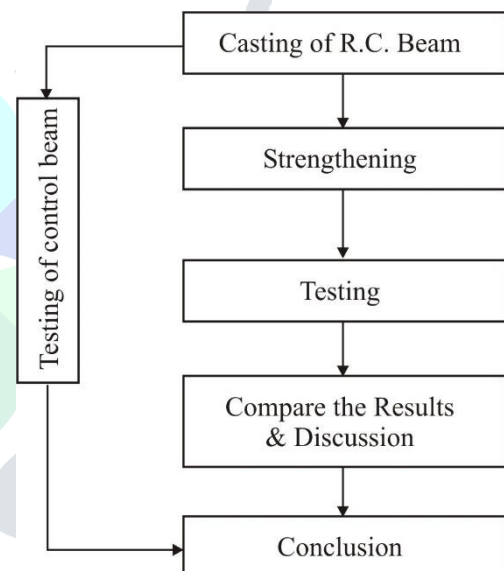 Casting of R.C. Beam
Testing of control beam
Strengthening
Testing
Compare the Results
& Discussion
Conclusion